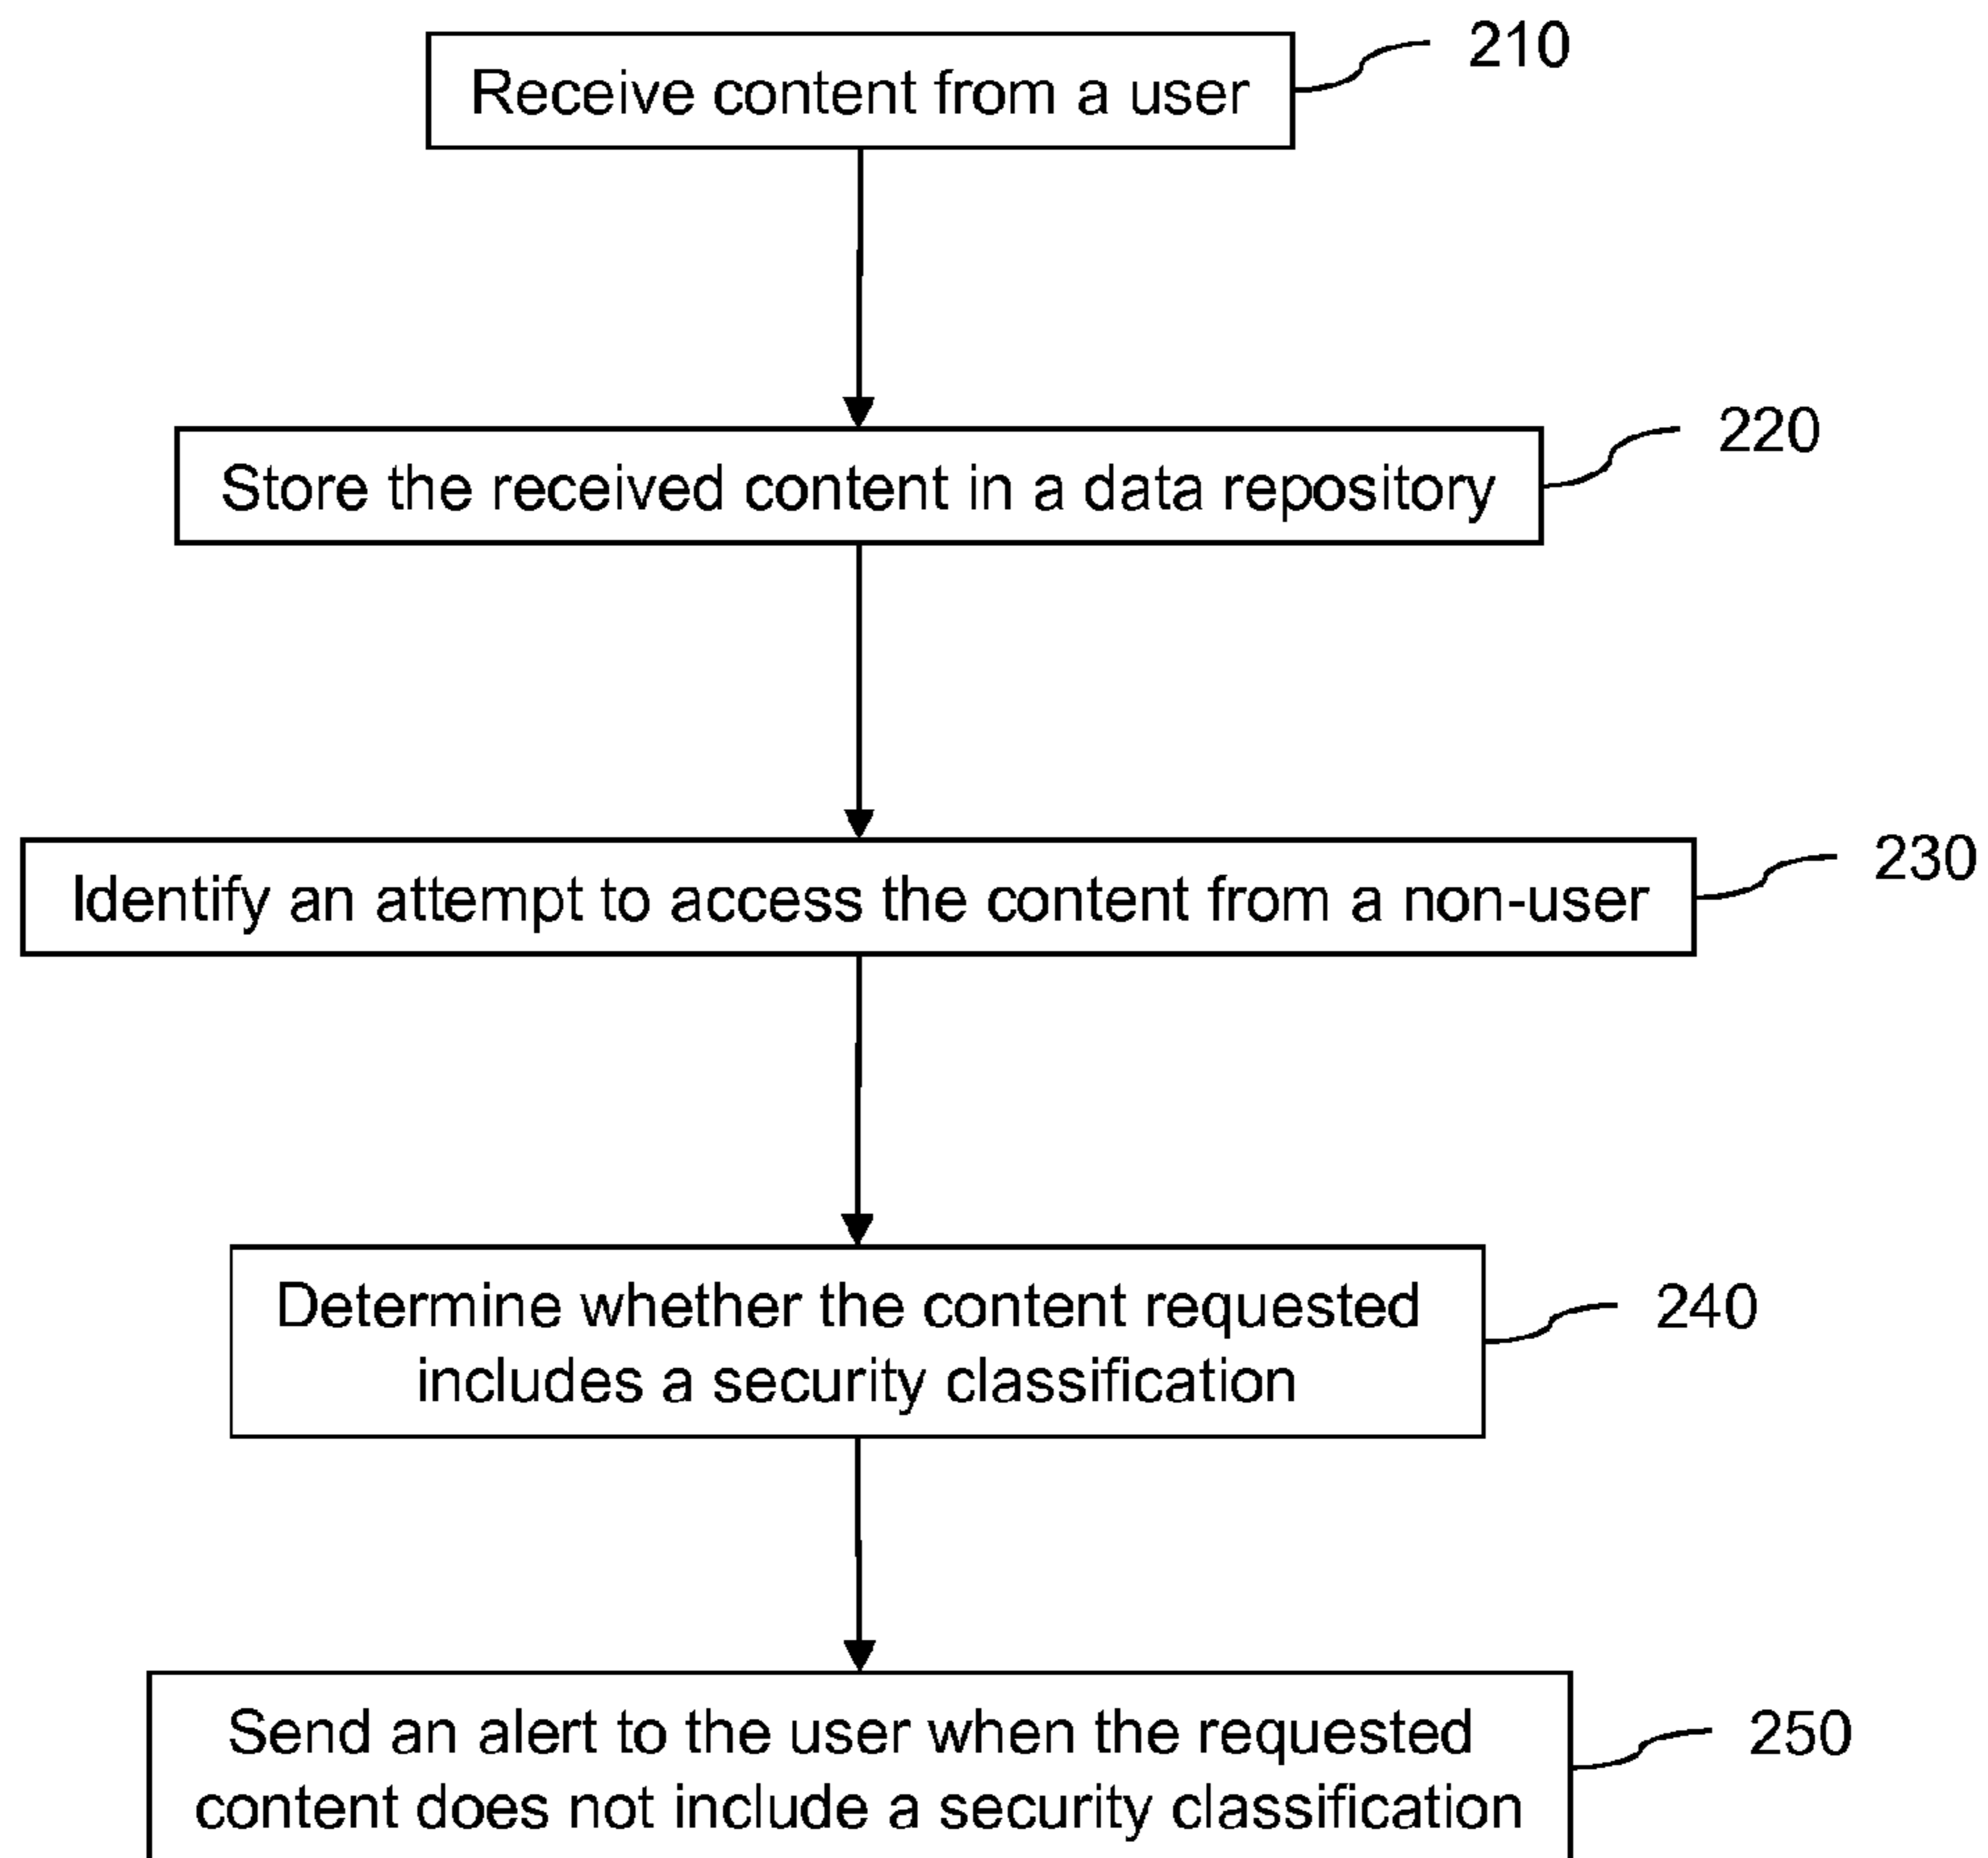 Receive content from a user
210
Store the received content in a data repository
220
Identify an attempt to access the content from a non-user
230
Determine whether the content requested
includes a security classification
240
Send an alert to the user when the requested
content does not include a security classification
250